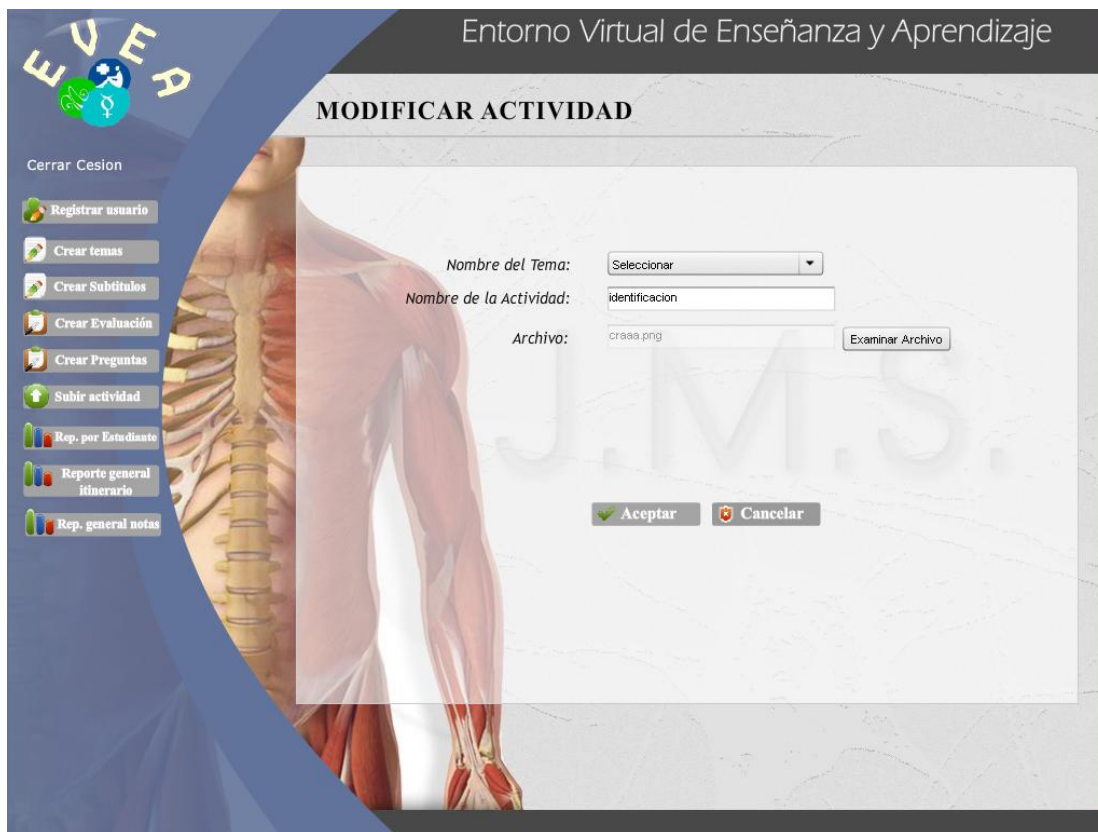 EVEA
Entorno Virtual de Enseñanza y Aprendizaje
MODIFICAR ACTIVIDAD
Cerrar Cesion
Registrar usuario
Crear temas
Crear Subtitulos
Crear Evaluación
Crear Preguntas
Subir actividad
Rep. por Estudiante
Reporte general
itinerario
Rep. general notas
Nombre del Tema:
Seleccionar
Nombre de la Actividad:
identificacion
Archivo:
craaa.png
Examinar Archivo
J.M.S.
Aceptar
Cancelar